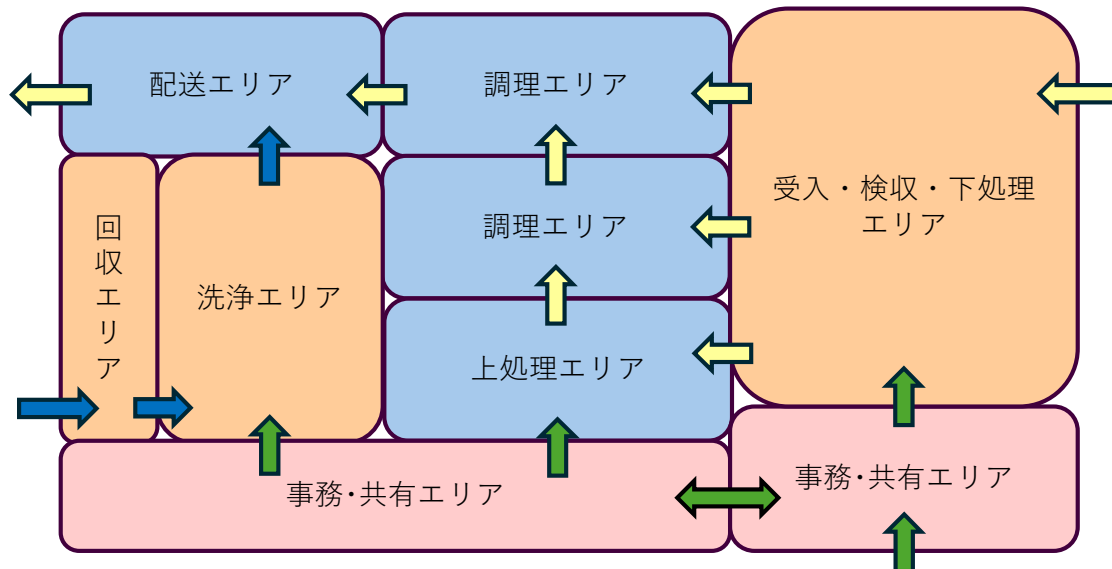 配送エリア
調理エリア
受入・検収・下処理
エリア
調理エリア
回収エリア
洗浄エリア
上処理エリア
事務・共有エリア
事務・共有エリア